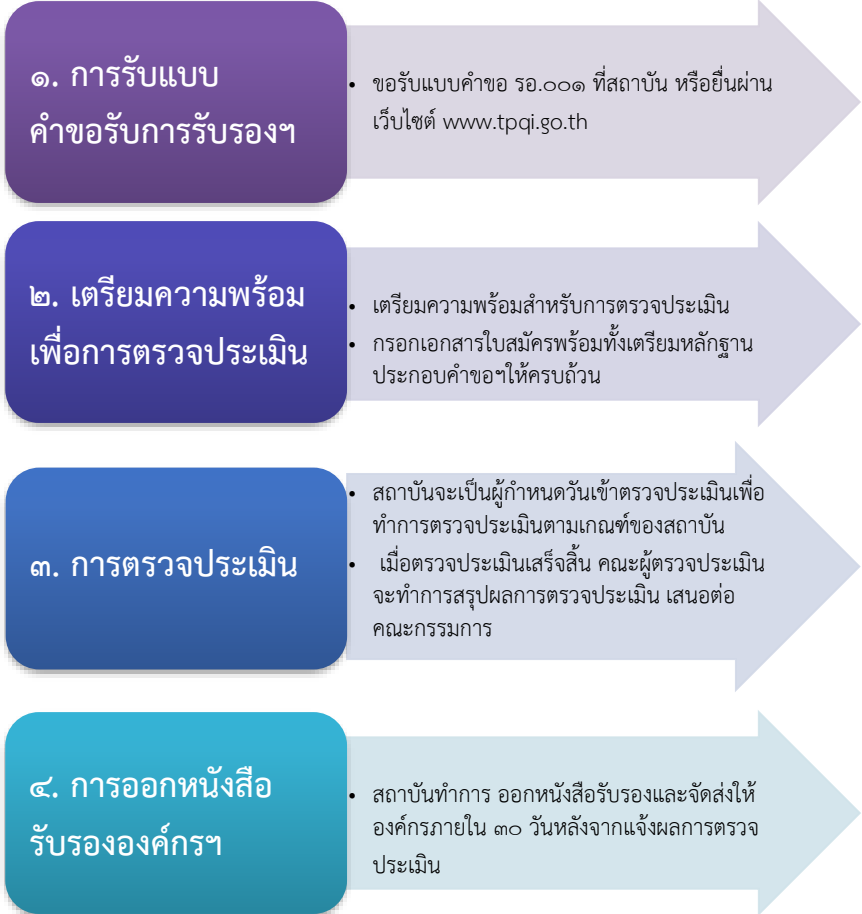 ๑. การรับแบบ
คำขอรับการรับรองฯ
• ขอรับแบบคำขอ รอ.๐๐๑ ที่สถาบัน หรือยื่นผ่าน
เว็บไซต์ www.tpqi.go.th
๒. เตรียมความพร้อม
เพื่อการตรวจประเมิน
• เตรียมความพร้อมสำหรับการตรวจประเมิน
• กรอกเอกสารใบสมัครพร้อมทั้งเตรียมหลักฐาน
ประกอบคำขอฯให้ครบถ้วน
๓. การตรวจประเมิน
• สถาบันจะเป็นผู้กำหนดวันเข้าตรวจประเมินเพื่อ
ทำการตรวจประเมินตามเกณฑ์ของสถาบัน
• เมื่อตรวจประเมินเสร็จสิ้น คณะผู้ตรวจประเมิน
จะทำการสรุปผลการตรวจประเมิน เสนอต่อ
คณะกรรมการ
๔. การออกหนังสือ
รับรององค์กรฯ
• สถาบันทำการ ออกหนังสือรับรองและจัดส่งให้
องค์กรภายใน ๓๐ วันหลังจากแจ้งผลการตรวจ
ประเมิน